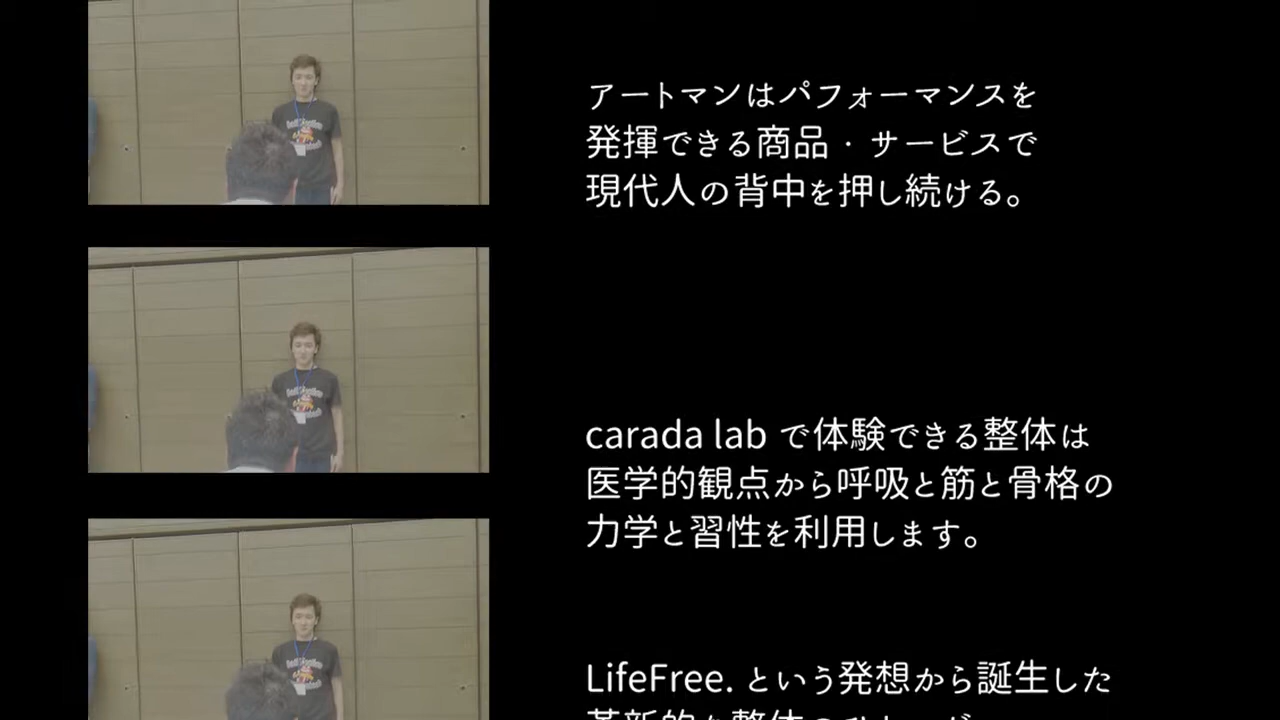 アートマンはパフォーマンスを
発揮できる商品・サービスで
現代人の背中を押し続ける。
carada lab で体験できる整体は
医学的観点から呼吸と筋と骨格の
力学と習性を利用します。
LifeFree. という発想から誕生した